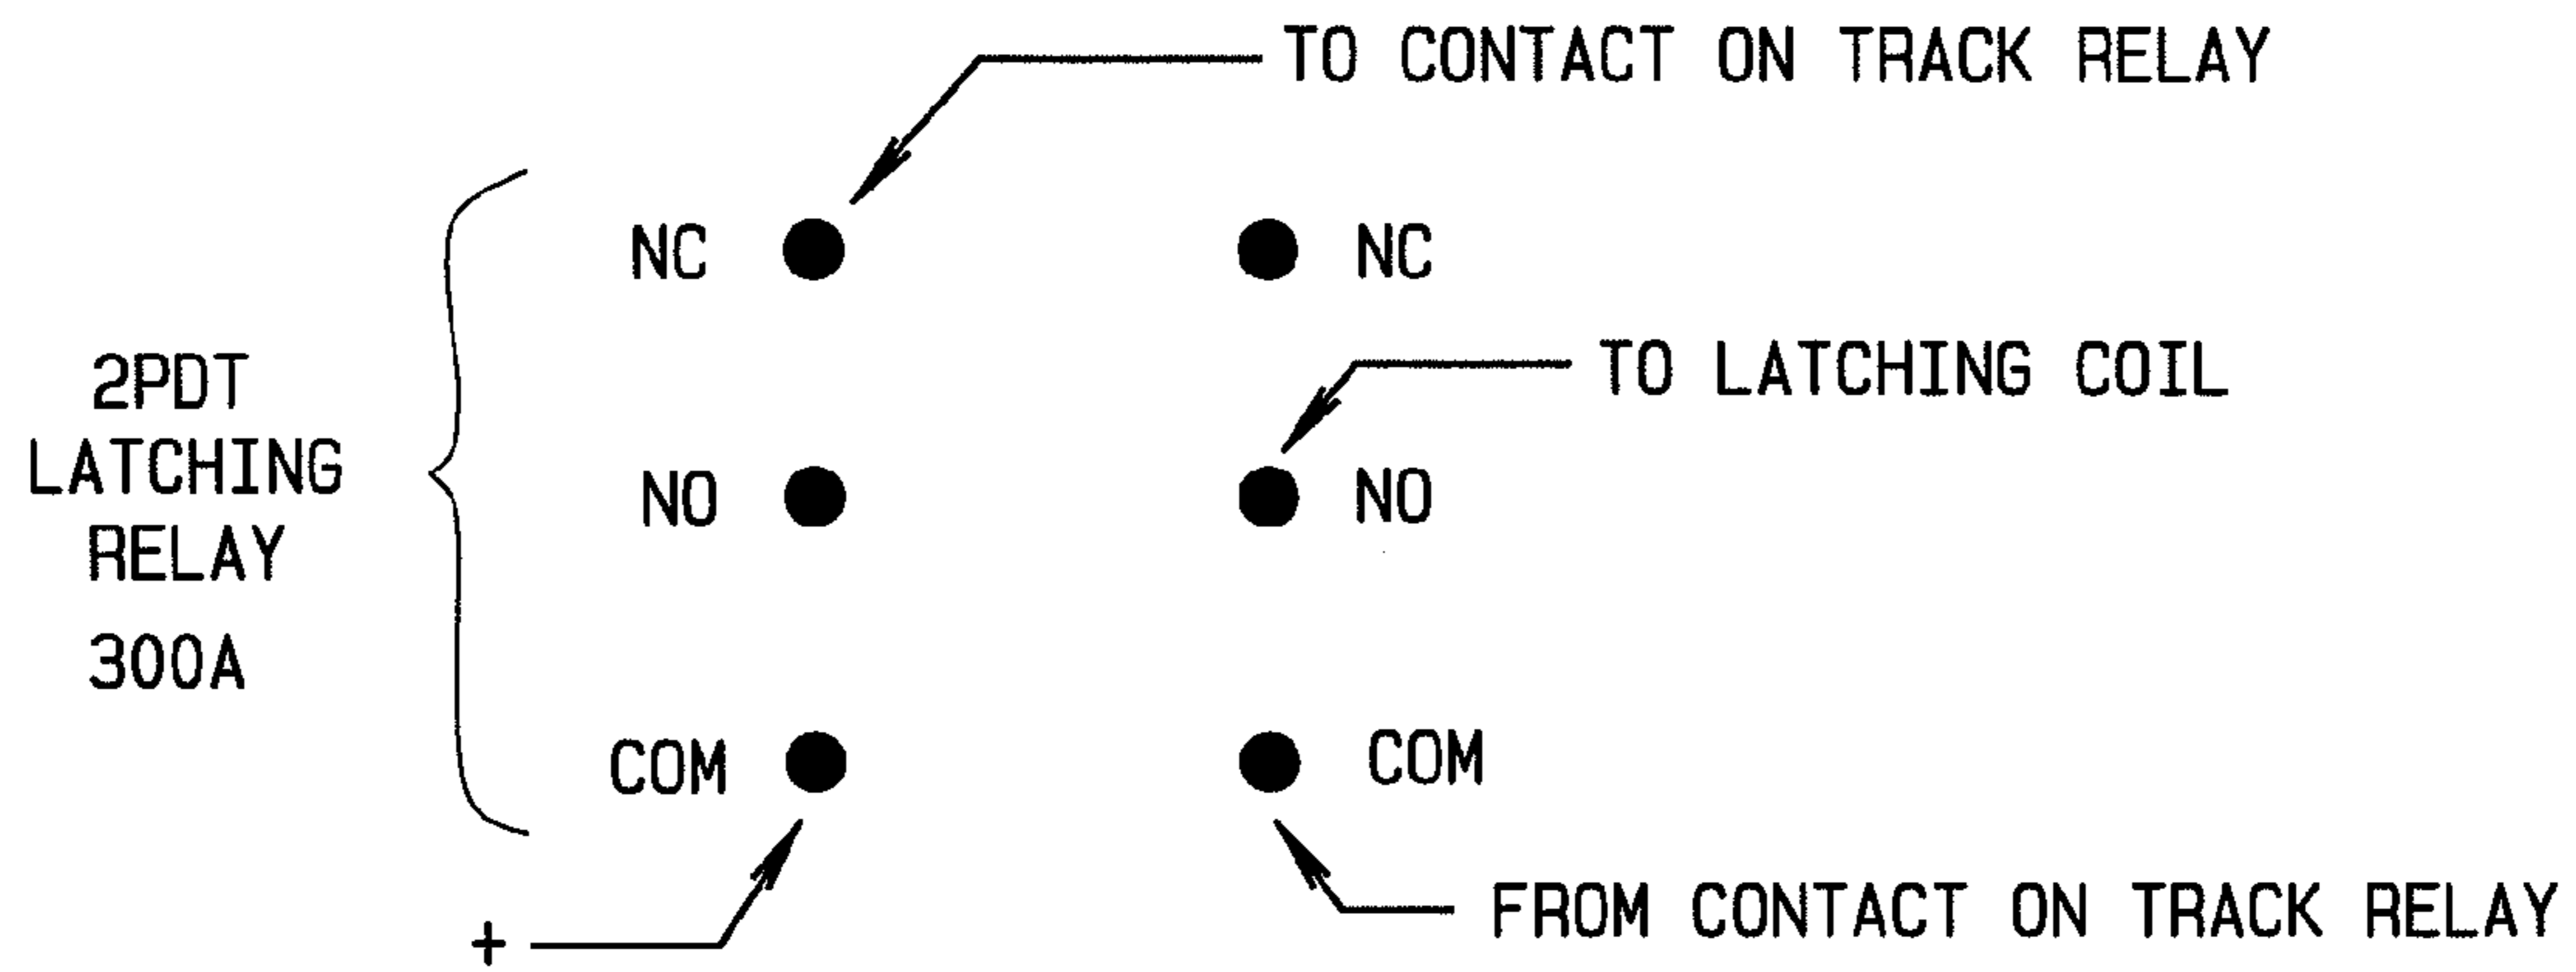 TO CONTACT ON TRACK RELAY
NC
NC
2PDT
LATCHING
RELAY
300A
TO LATCHING COIL
NO
NO
COM
COM
+
FROM CONTACT ON TRACK RELAY